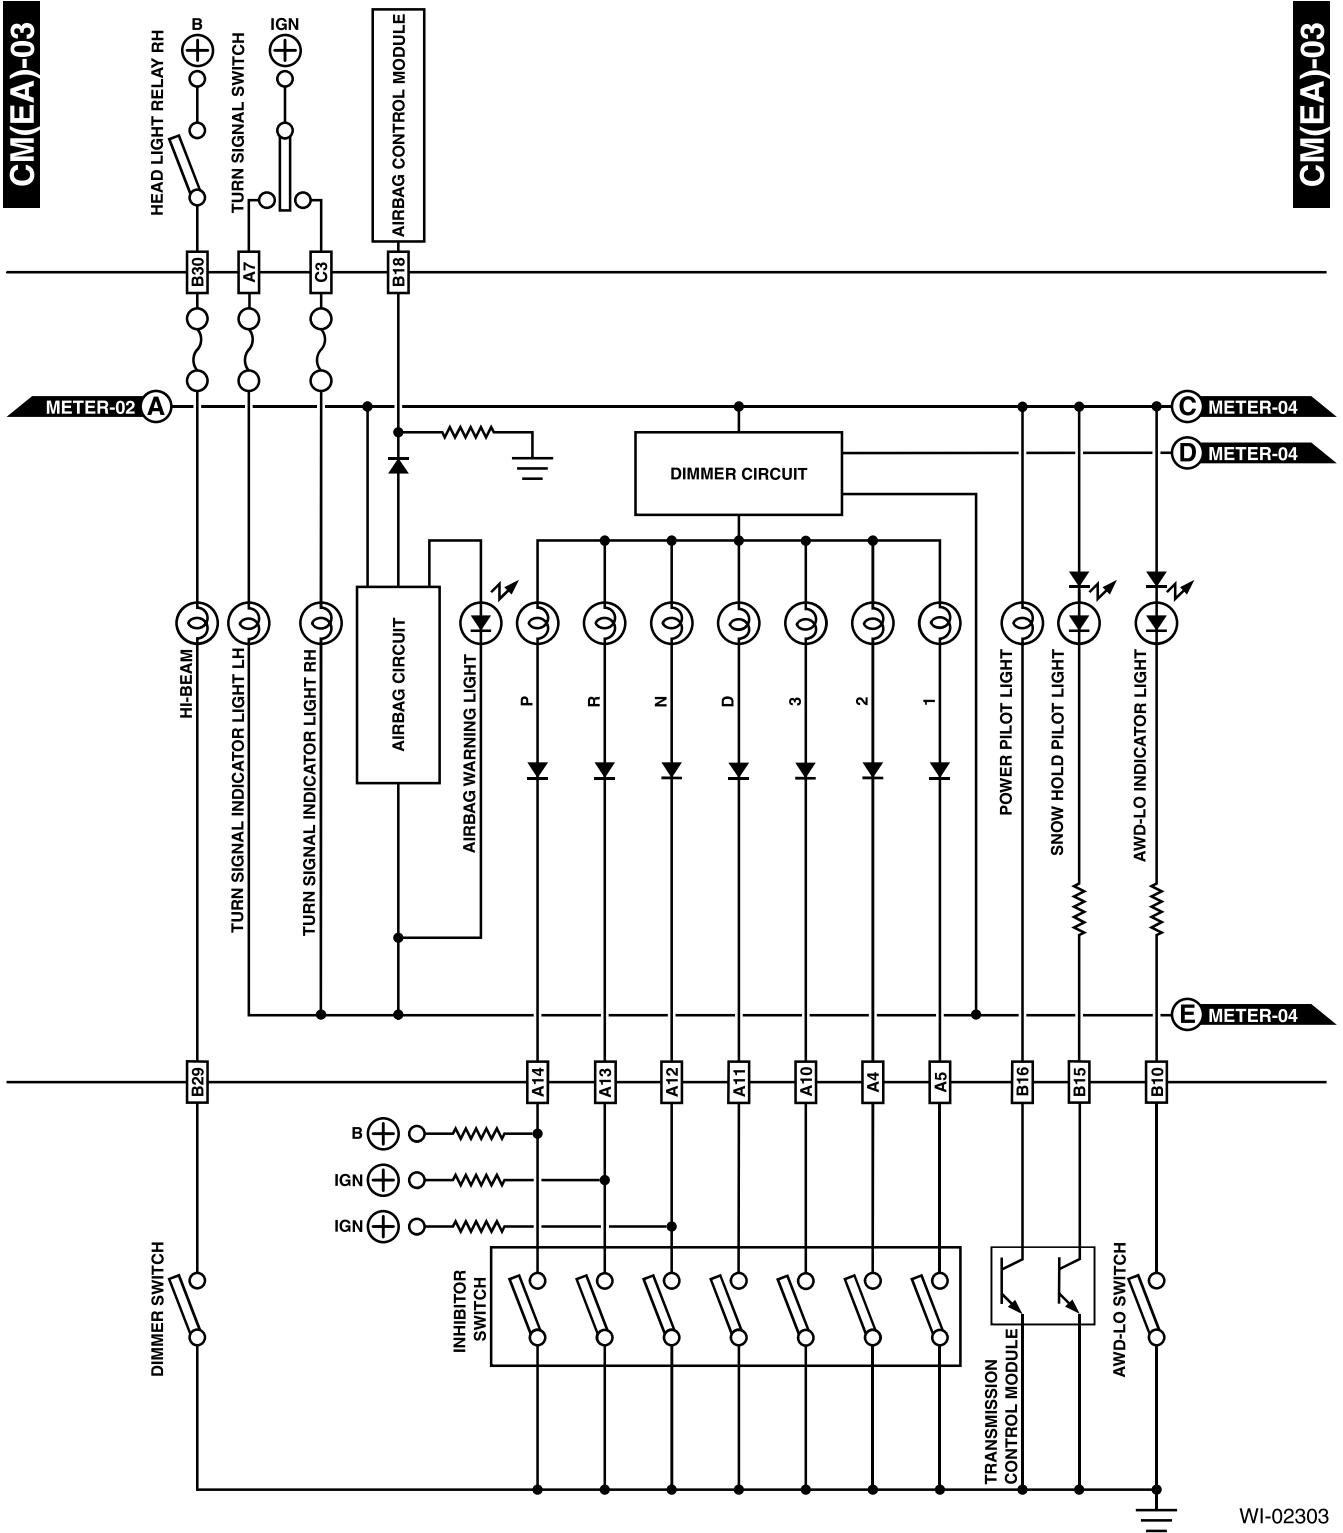 CM(EA)-03
CM(EA)-03
HEAD LIGHT RELAY RH
B
TURN SIGNAL SWITCH
IGN
AIRBAG CONTROL MODULE
B30
A7
C3
B18
METER-02
A
C
METER-04
D
METER-04
DIMMER CIRCUIT
HI-BEAM
TURN SIGNAL INDICATOR LIGHT LH
TURN SIGNAL INDICATOR LIGHT RH
AIRBAG CIRCUIT
AIRBAG WARNING LIGHT
P
R
N
D
3
2
1
POWER PILOT LIGHT
SNOW HOLD PILOT LIGHT
AWD-LO INDICATOR LIGHT
E
METER-04
B29
A14
A13
A12
A11
A10
A4
A5
B16
B15
B10
B
IGN
IGN
DIMMER SWITCH
INHIBITOR
SWITCH
TRANSMISSION
CONTROL MODULE
AWD-LO SWITCH
WI-02303